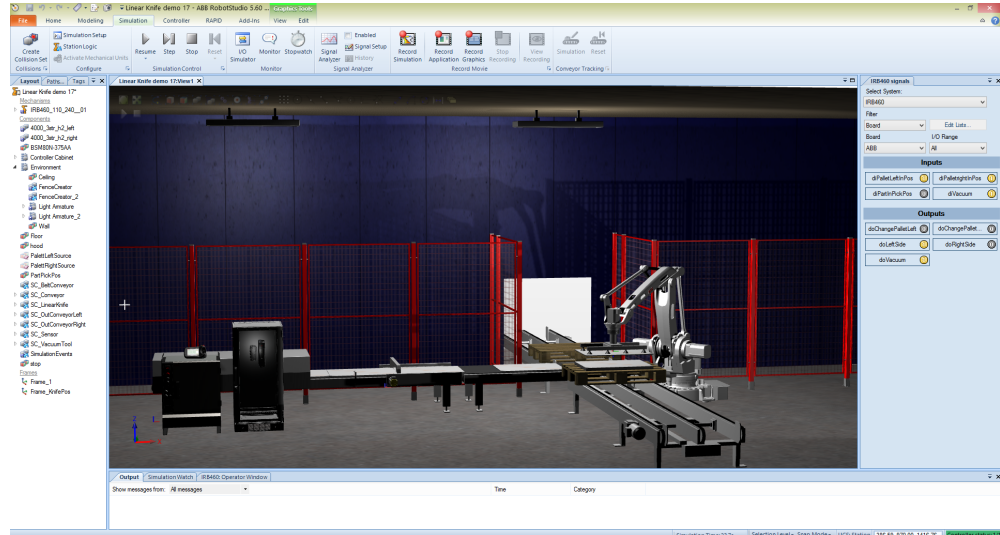 Linear Knife demo 17 - ABB RobotStudio 5.60
Graphics Tools
File Home Modeling Simulation Controller RAPID Add-Ins View Edit
Create Collision Set
Simulation Setup
Station Logic
Activate Mechanical Units
Resume Step Stop Reset
I/O Simulator
Monitor Stopwatch
Signal Analyzer
Enabled
Signal Setup
History
Record Simulation
Record Application
Record Graphics
Stop Recording
View Recording
Simulation Reset
Collisions Configure Simulation Control Monitor Signal Analyzer Record Movie Conveyor Tracking
Layout Paths... Tags
Linear Knife demo 17*
Mechanisms
IRB460_110_240__01
Components
4000_3str_h2_left
4000_3str_h2_right
BSM80N-375AA
Controller Cabinet
Environment
Ceiling
FenceCreator
FenceCreator_2
Light Armature
Light Armature_2
Wall
Floor
hood
PalettLeftSource
PalettRightSource
PartPickPos
SC_BeltConveyor
SC_Conveyor
SC_LinearKnife
SC_OutConveyorLeft
SC_OutConveyorRight
SC_Sensor
SC_VacuumTool
SimulationEvents
stop
Frames
Frame_1
Frame_KnifePos
Linear Knife demo 17:View1
Z
X
IRB460 signals
Select System:
IRB460
Filter
Board Edit Lists...
Board I/O Range
ABB All
Inputs
diPalletLeftInPos diPalletrightInPos
diPartInPickPos diVacuum
Outputs
doChangePalletLeft doChangePallet...
doLeftSide doRightSide
doVacuum
Output Simulation Watch IRB460: Operator Window
Show messages from: All messages Time Category